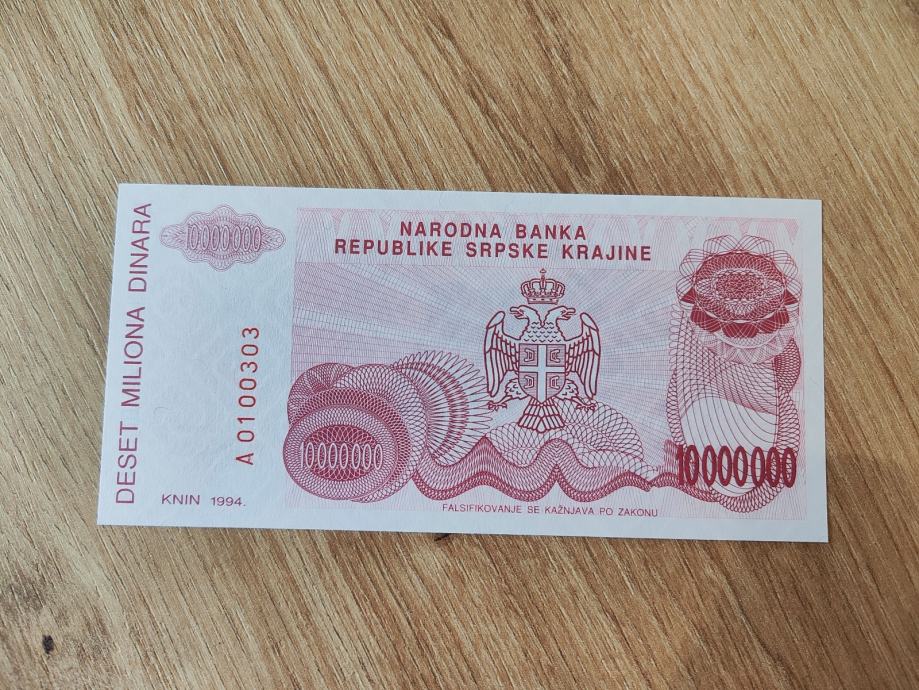 DESET MILIONA DINARA
10000000
NARODNA BANKA
REPUBLIKE SRPSKE KRAJINE
A 0100303
10000000
10000000
KNIN 1994.
FALSIFIKOVANJE SE KAŽNJAVA PO ZAKONU